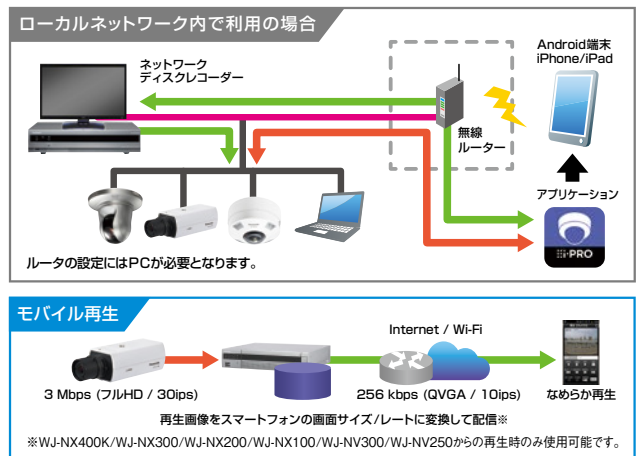 ローカルネットワーク内で利用の場合
ネットワーク
ディスクレコーダー
Android端末
iPhone/iPad
無線
ルーター
アプリケーション
i-PRO
ルータの設定にはPCが必要となります。
モバイル再生
Internet / Wi-Fi
3 Mbps (フルHD / 30ips)
256 kbps (QVGA / 10ips)
なめらか再生
再生画像をスマートフォンの画面サイズ/レートに変換して配信※
※WJ-NX400K/WJ-NX300/WJ-NX200/WJ-NX100/WJ-NV300/WJ-NV250からの再生時のみ使用可能です。